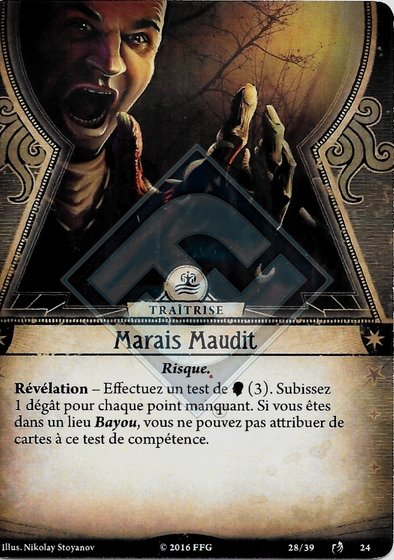 TRAÎTRISE
Marais Maudit
Risque.
Révélation – Effectuez un test de (3). Subissez
1 dégât pour chaque point manquant. Si vous êtes
dans un lieu Bayou, vous ne pouvez pas attribuer de
cartes à ce test de compétence.
Illus. Nikolay Stoyanov © 2016 FFG 28/39 24